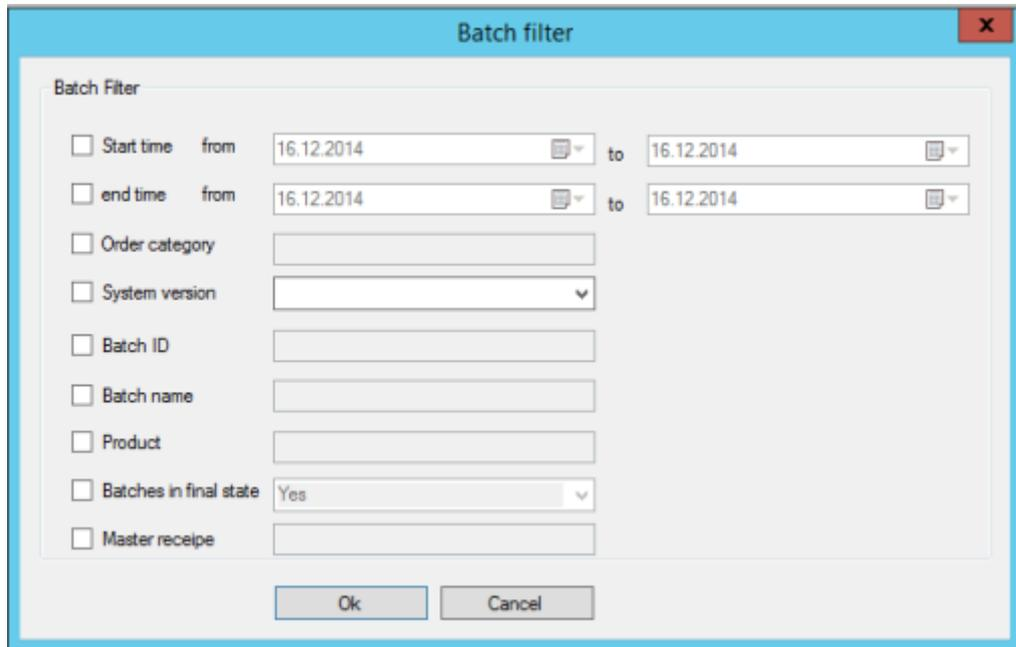 Batch filter
x
Batch Filter
Start time from 16.12.2014 to 16.12.2014
end time from 16.12.2014 to 16.12.2014
Order category
System version
Batch ID
Batch name
Product
Batches in final state Yes
Master receipe
Ok Cancel